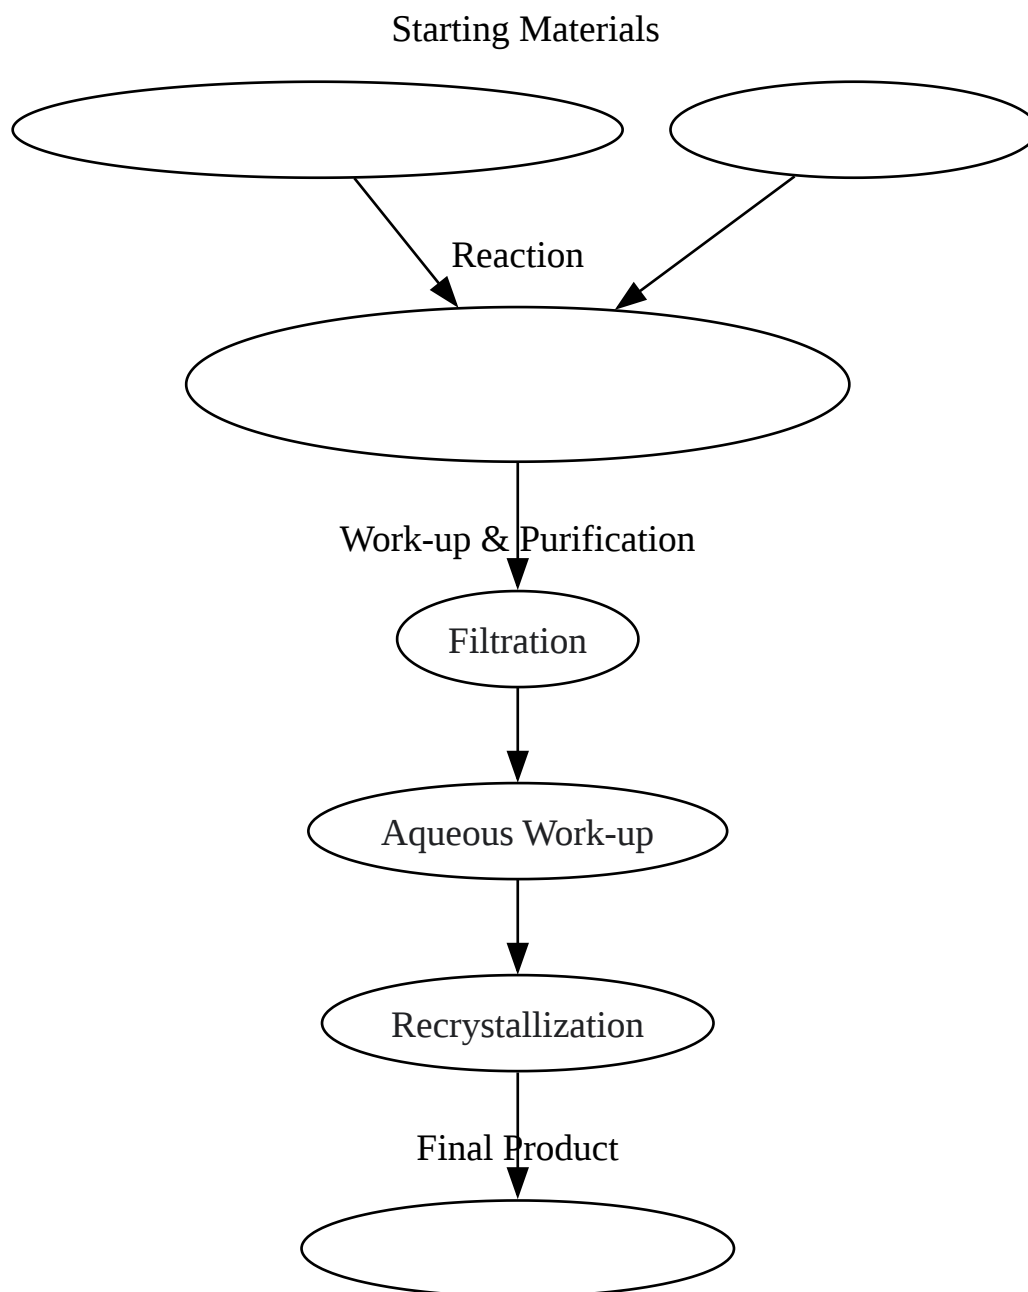 Starting Materials
Reaction
Work-up & Purification
Filtration
Aqueous Work-up
Recrystallization
Final Product